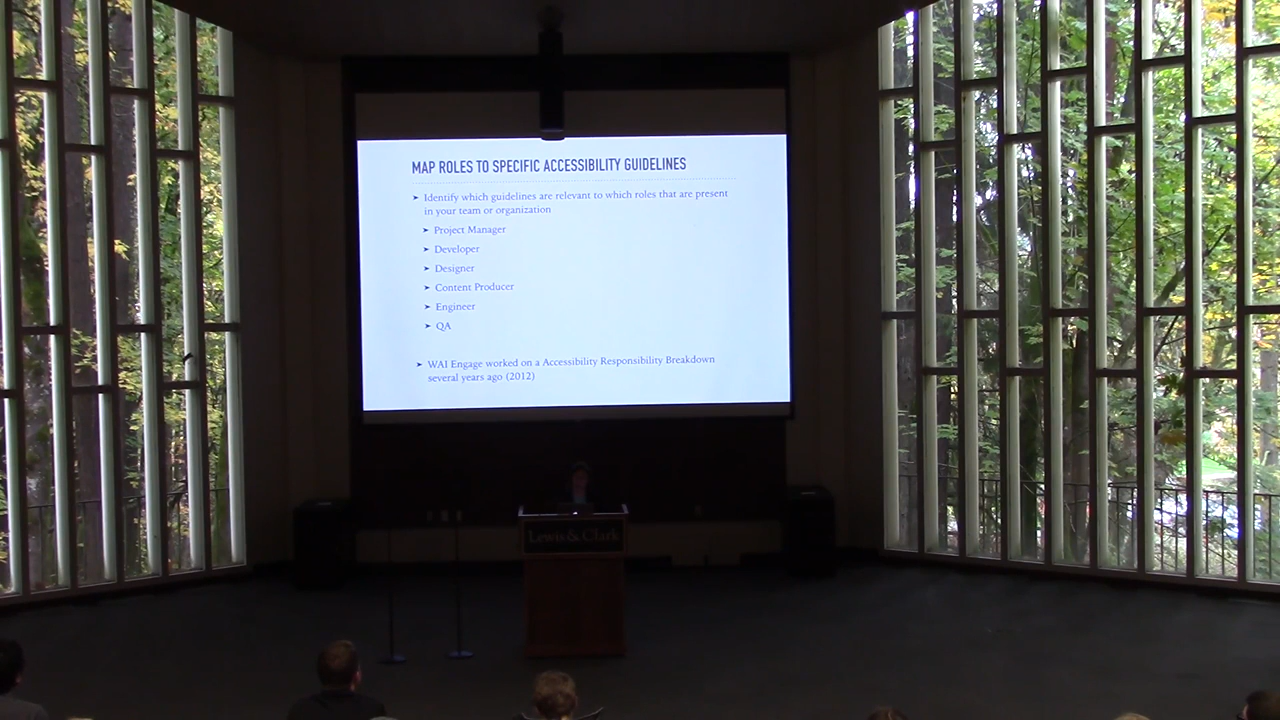 MAP ROLES TO SPECIFIC ACCESSIBILITY GUIDELINES
➤ Identify which guidelines are relevant to which roles that are present
in your team or organization
➤ Project Manager
➤ Developer
➤ Designer
➤ Content Producer
➤ Engineer
➤ QA
➤ WAI Engage worked on a Accessibility Responsibility Breakdown
several years ago (2012)
Lewis & Clark